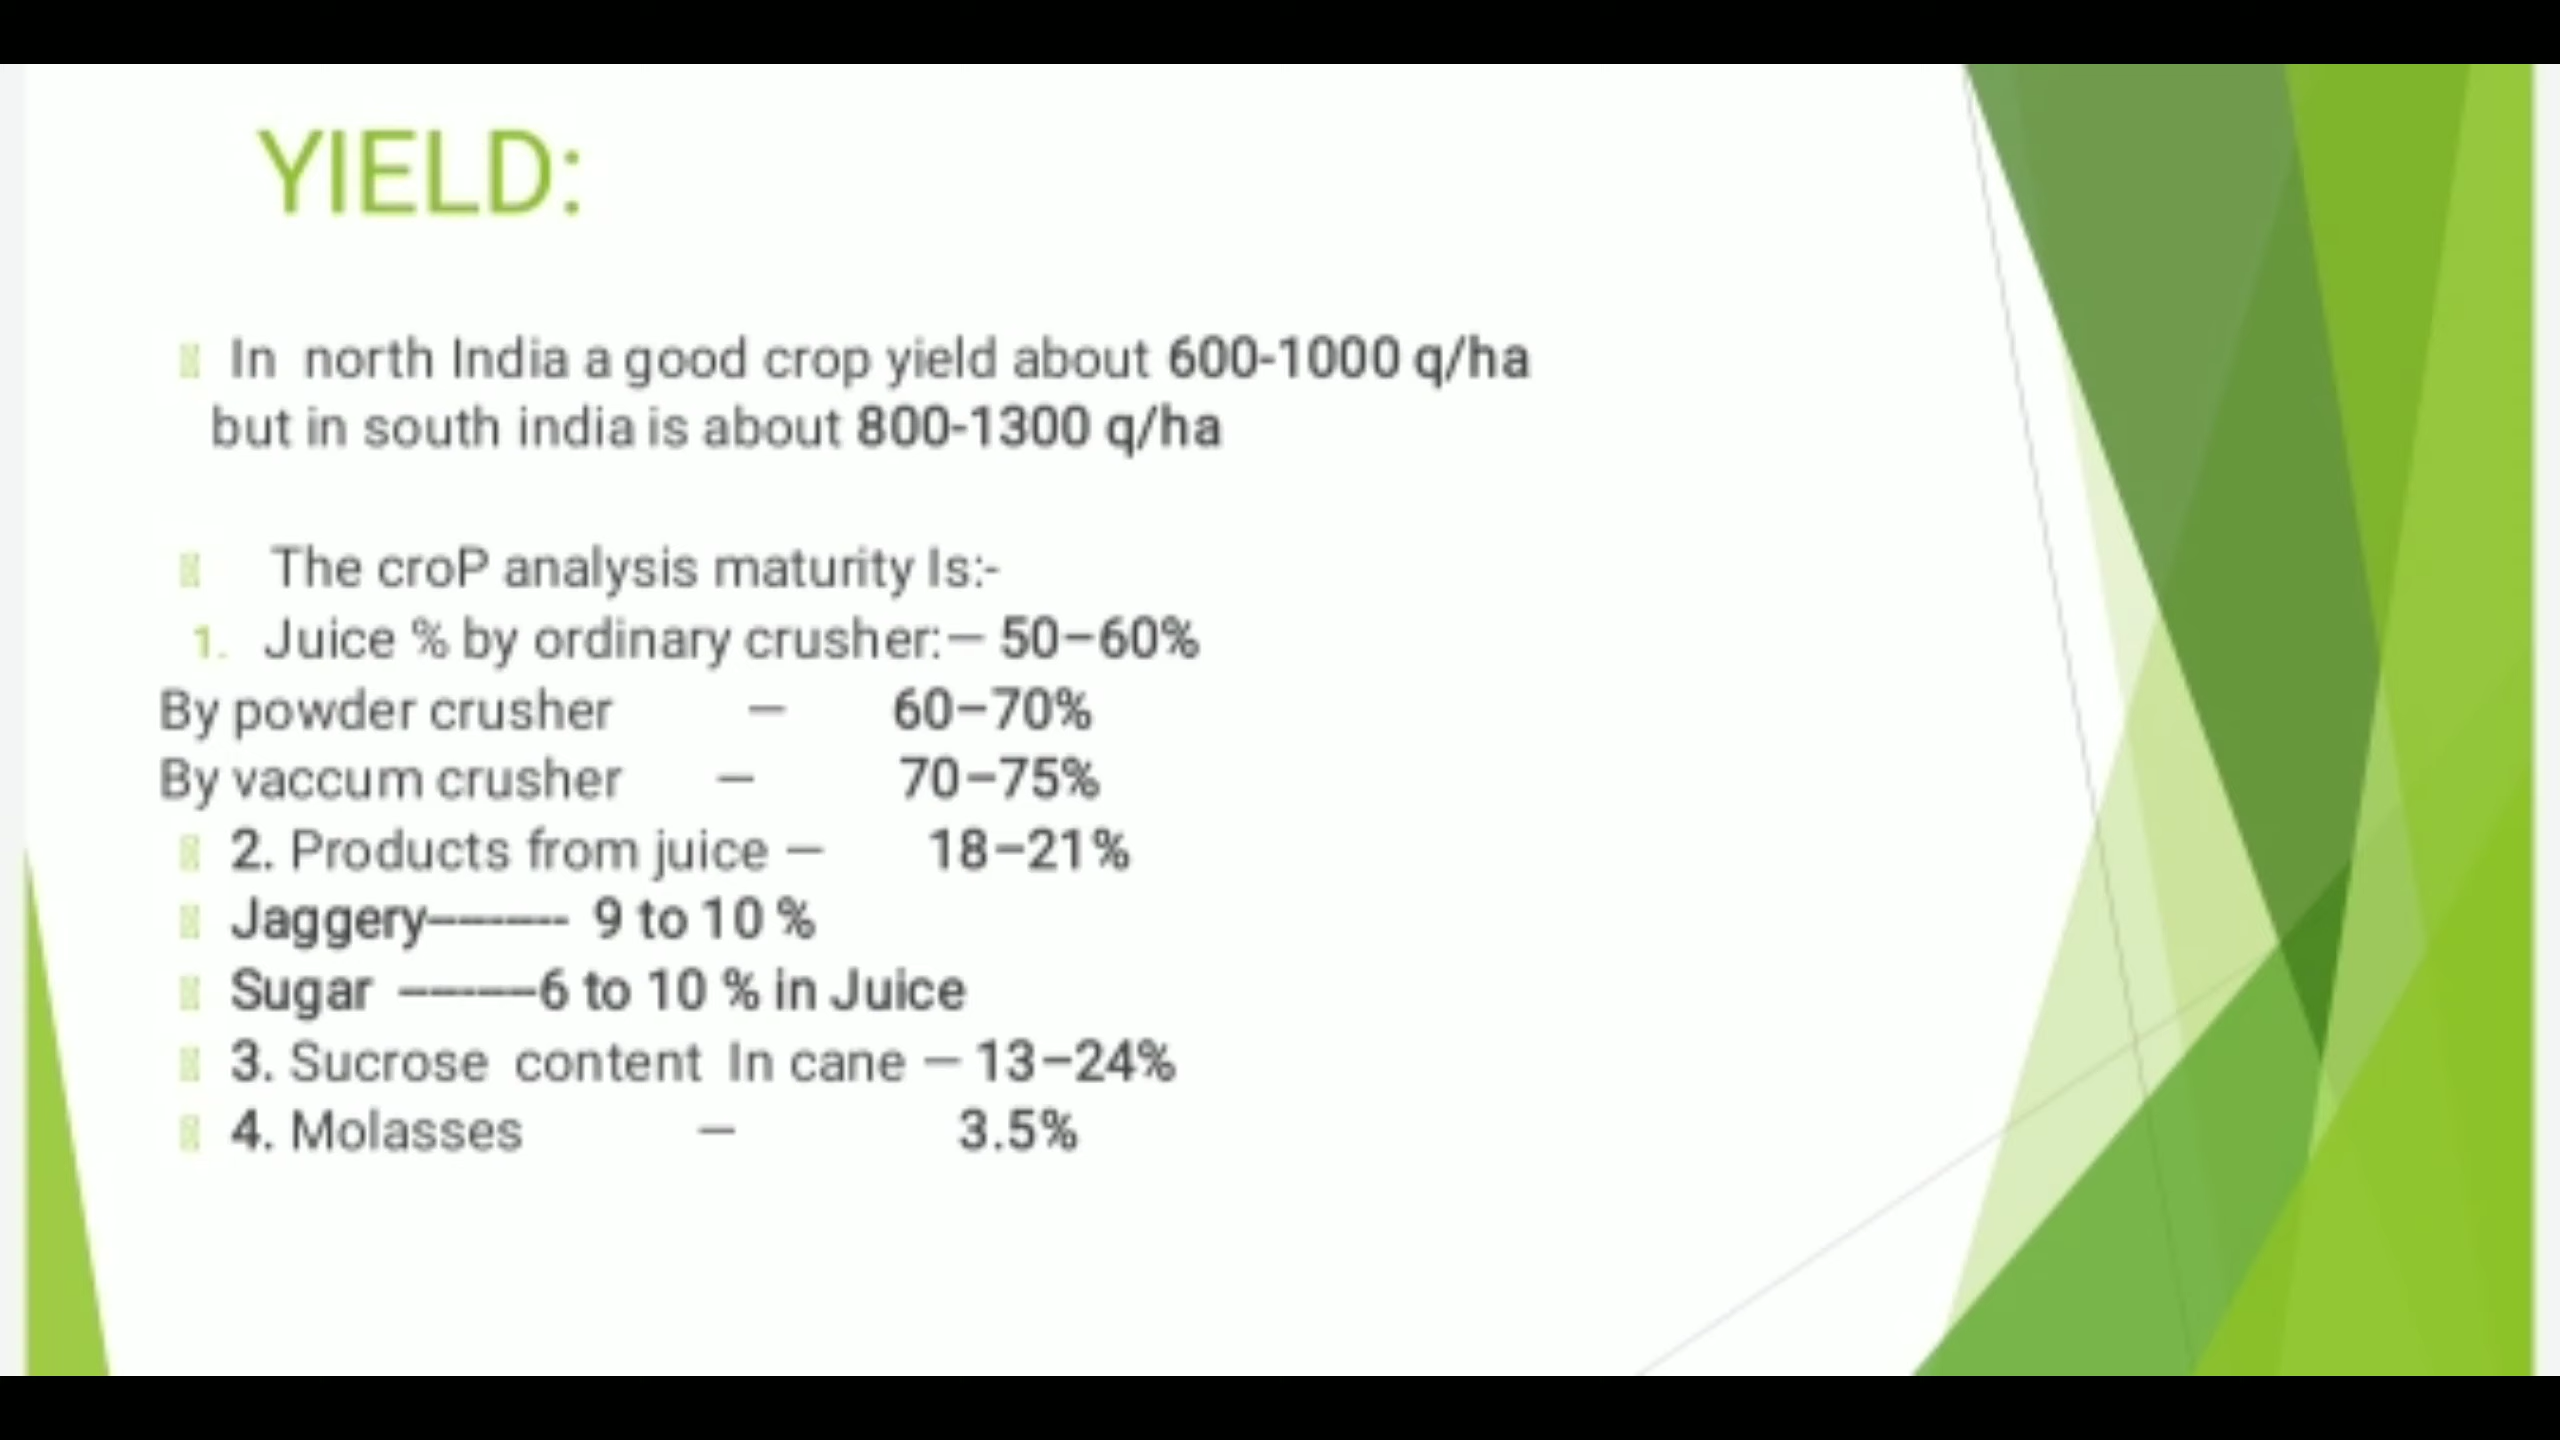 YIELD:
In north India a good crop yield about 600-1000 q/ha
but in south india is about 800-1300 q/ha
The croP analysis maturity Is:-
1. Juice % by ordinary crusher:— 50–60%
By powder crusher — 60–70%
By vaccum crusher — 70–75%
2. Products from juice — 18–21%
Jaggery--------- 9 to 10 %
Sugar ---------6 to 10 % in Juice
3. Sucrose content In cane — 13–24%
4. Molasses — 3.5%